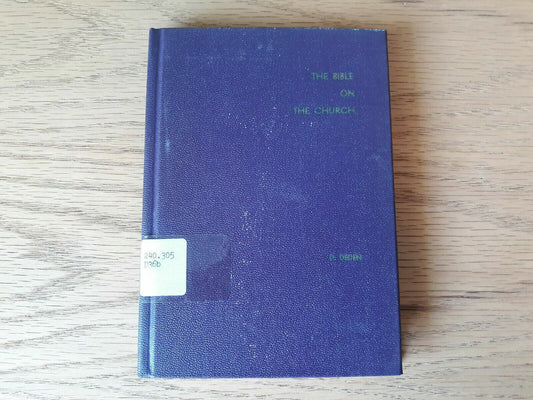 THE BIBLE
ON
THE CHURCH
D. DEDEN
240.305